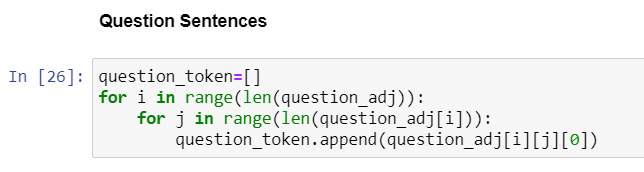 Question Sentences
In [26]: question_token=[]
for i in range(len(question_adj)):
    for j in range(len(question_adj[i])):
        question_token.append(question_adj[i][j][0])